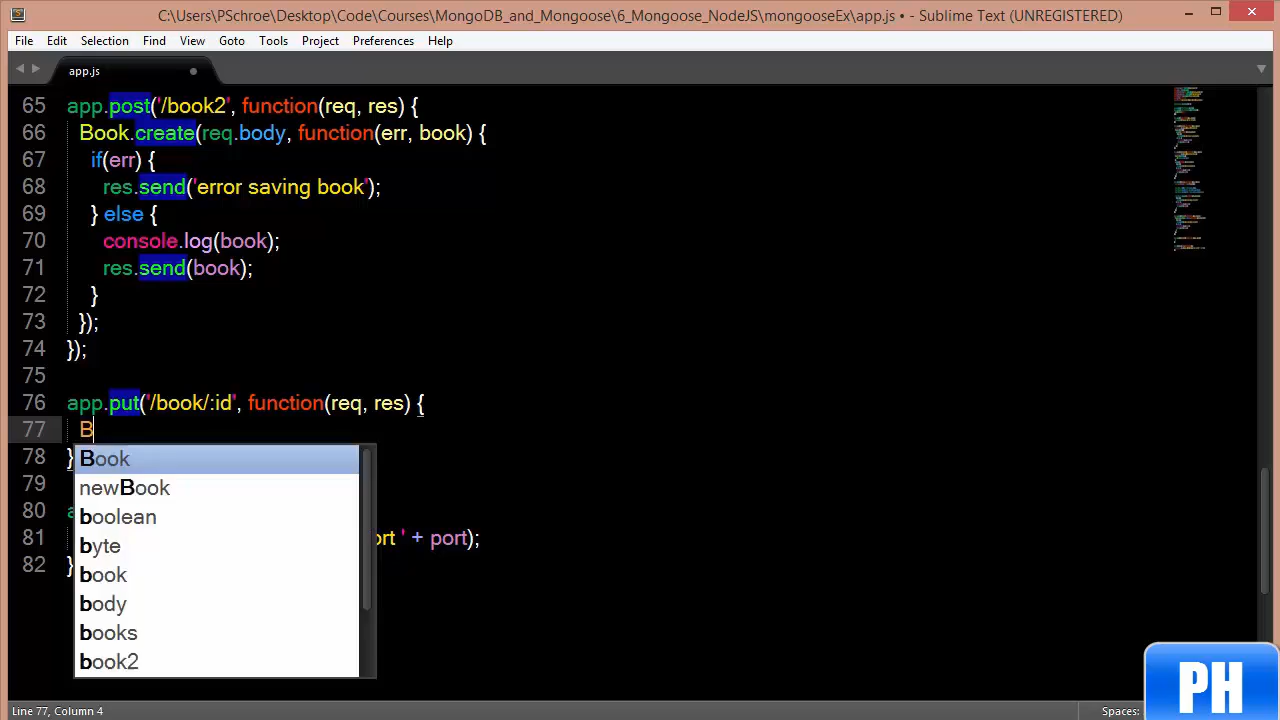 C:\Users\PSchroe\Desktop\Code\Courses\MongoDB_and_Mongoose\6_Mongoose_NodeJS\mongooseEx\app.js • - Sublime Text (UNREGISTERED)
File Edit Selection Find View Goto Tools Project Preferences Help
app.js
65 app.post('/book2', function(req, res) {
66 Book.create(req.body, function(err, book) {
67 if(err) {
68 res.send('error saving book');
69 } else {
70 console.log(book);
71 res.send(book);
72 }
73 });
74 });
75
76 app.put('/book/:id', function(req, res) {
77 B
78 }
Book
79
newBook
80
boolean
81 ort ' + port);
byte
82 }
book
body
books
book2
PH
Line 77, Column 4
Spaces: